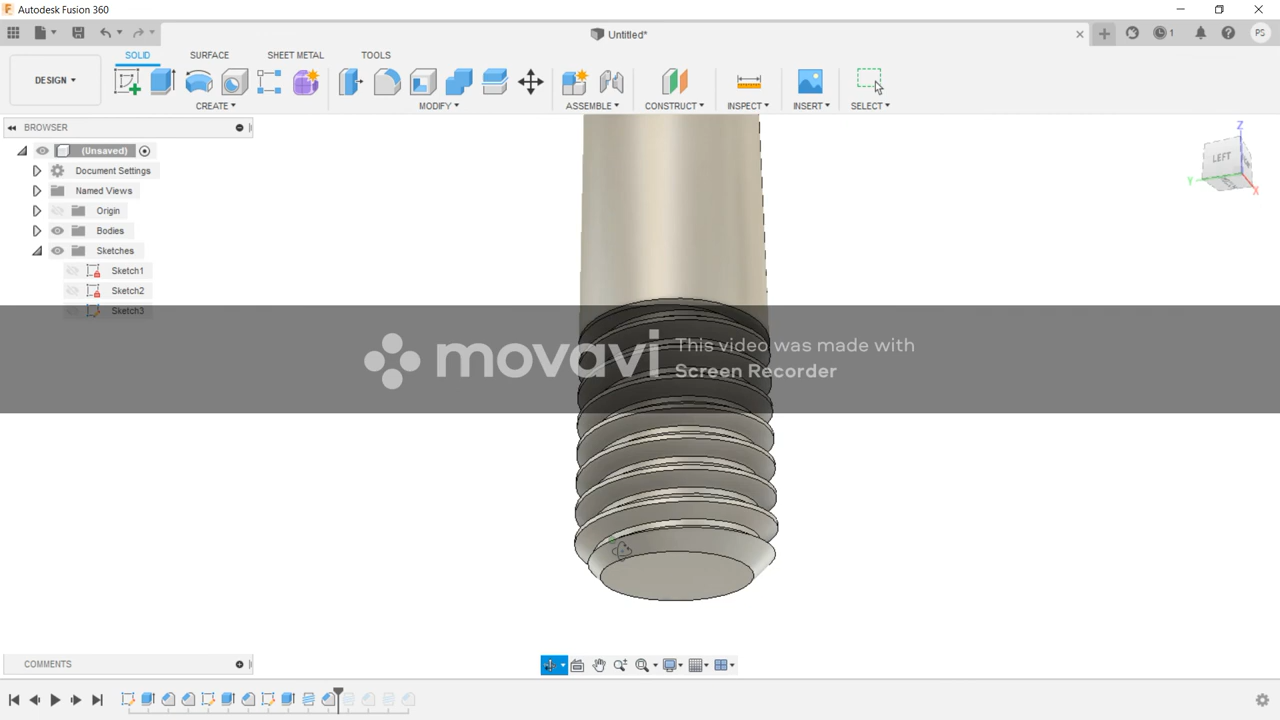 Autodesk Fusion 360
Untitled*
1
PS
SOLID
SURFACE
SHEET METAL
TOOLS
DESIGN
CREATE
MODIFY
ASSEMBLE
CONSTRUCT
INSPECT
INSERT
SELECT
BROWSER
(Unsaved)
Document Settings
Named Views
Origin
Bodies
Sketches
Sketch1
Sketch2
Sketch3
Z
LEFT
Y
X
movavi
This video was made with
Screen Recorder
COMMENTS